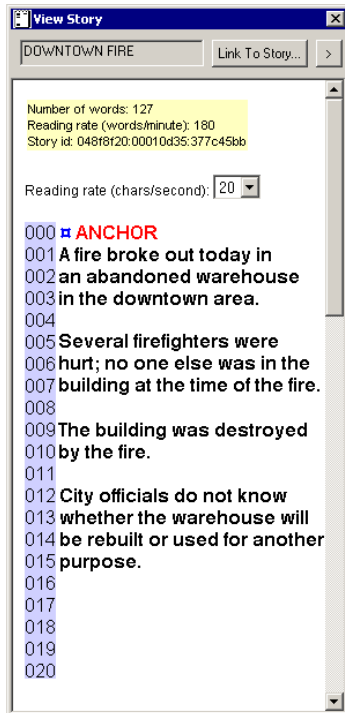 View Story
DOWNTOWN FIRE
Link To Story...
>
Number of words: 127
Reading rate (words/minute): 180
Story id: 048f8f20:00010d35:377c45bb
Reading rate (chars/second): 20
000 ¤ ANCHOR
001 A fire broke out today in
002 an abandoned warehouse
003 in the downtown area.
004
005 Several firefighters were
006 hurt; no one else was in the
007 building at the time of the fire.
008
009 The building was destroyed
010 by the fire.
011
012 City officials do not know
013 whether the warehouse will
014 be rebuilt or used for another
015 purpose.
016
017
018
019
020